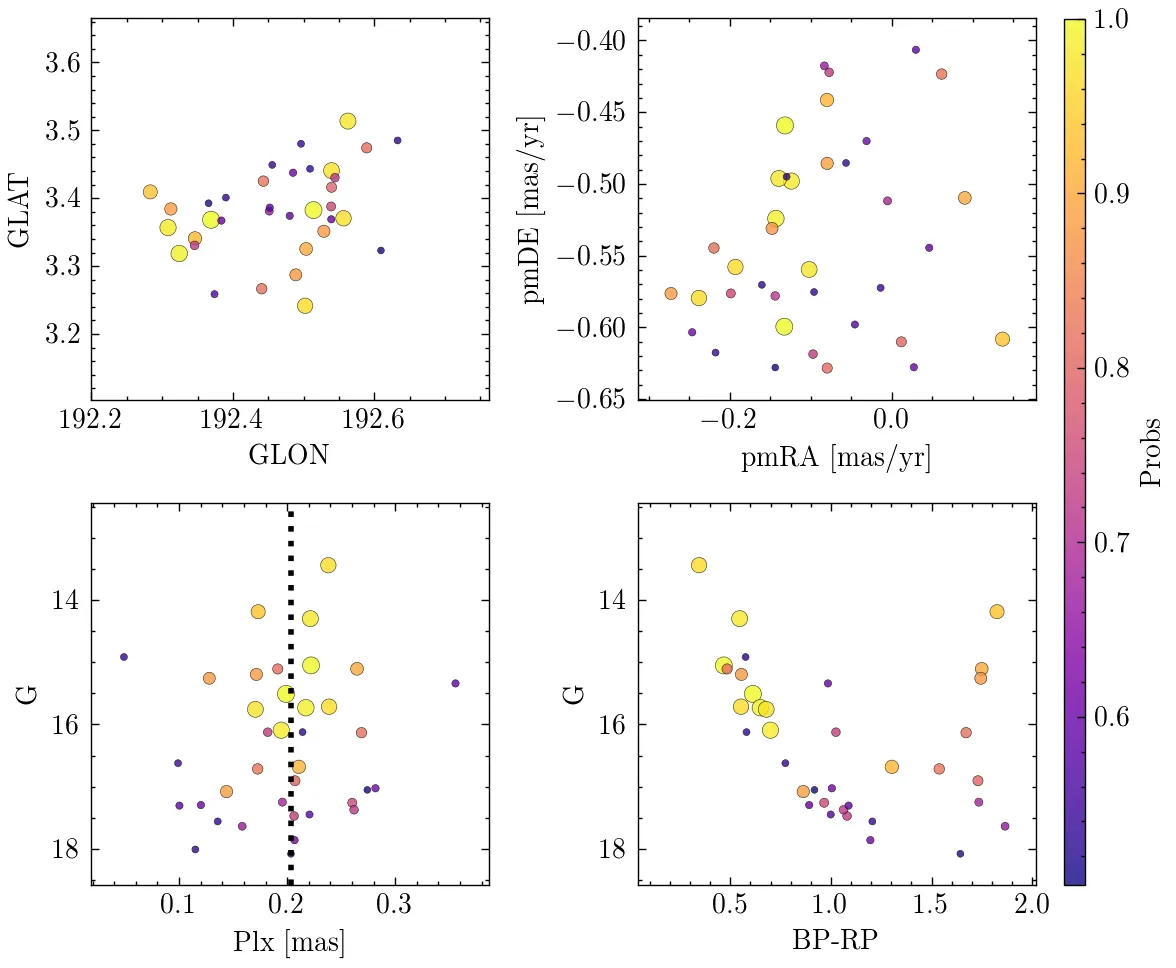 3.6
3.5
3.4
3.3
3.2
GLAT
192.2 192.4 192.6
GLON
−0.40
−0.45
−0.50
−0.55
−0.60
−0.65
pmDE [mas/yr]
−0.2 0.0
pmRA [mas/yr]
14
16
18
G
0.1 0.2 0.3
Plx [mas]
14
16
18
G
0.5 1.0 1.5 2.0
BP-RP
1.0
0.9
0.8
0.7
0.6
Probs